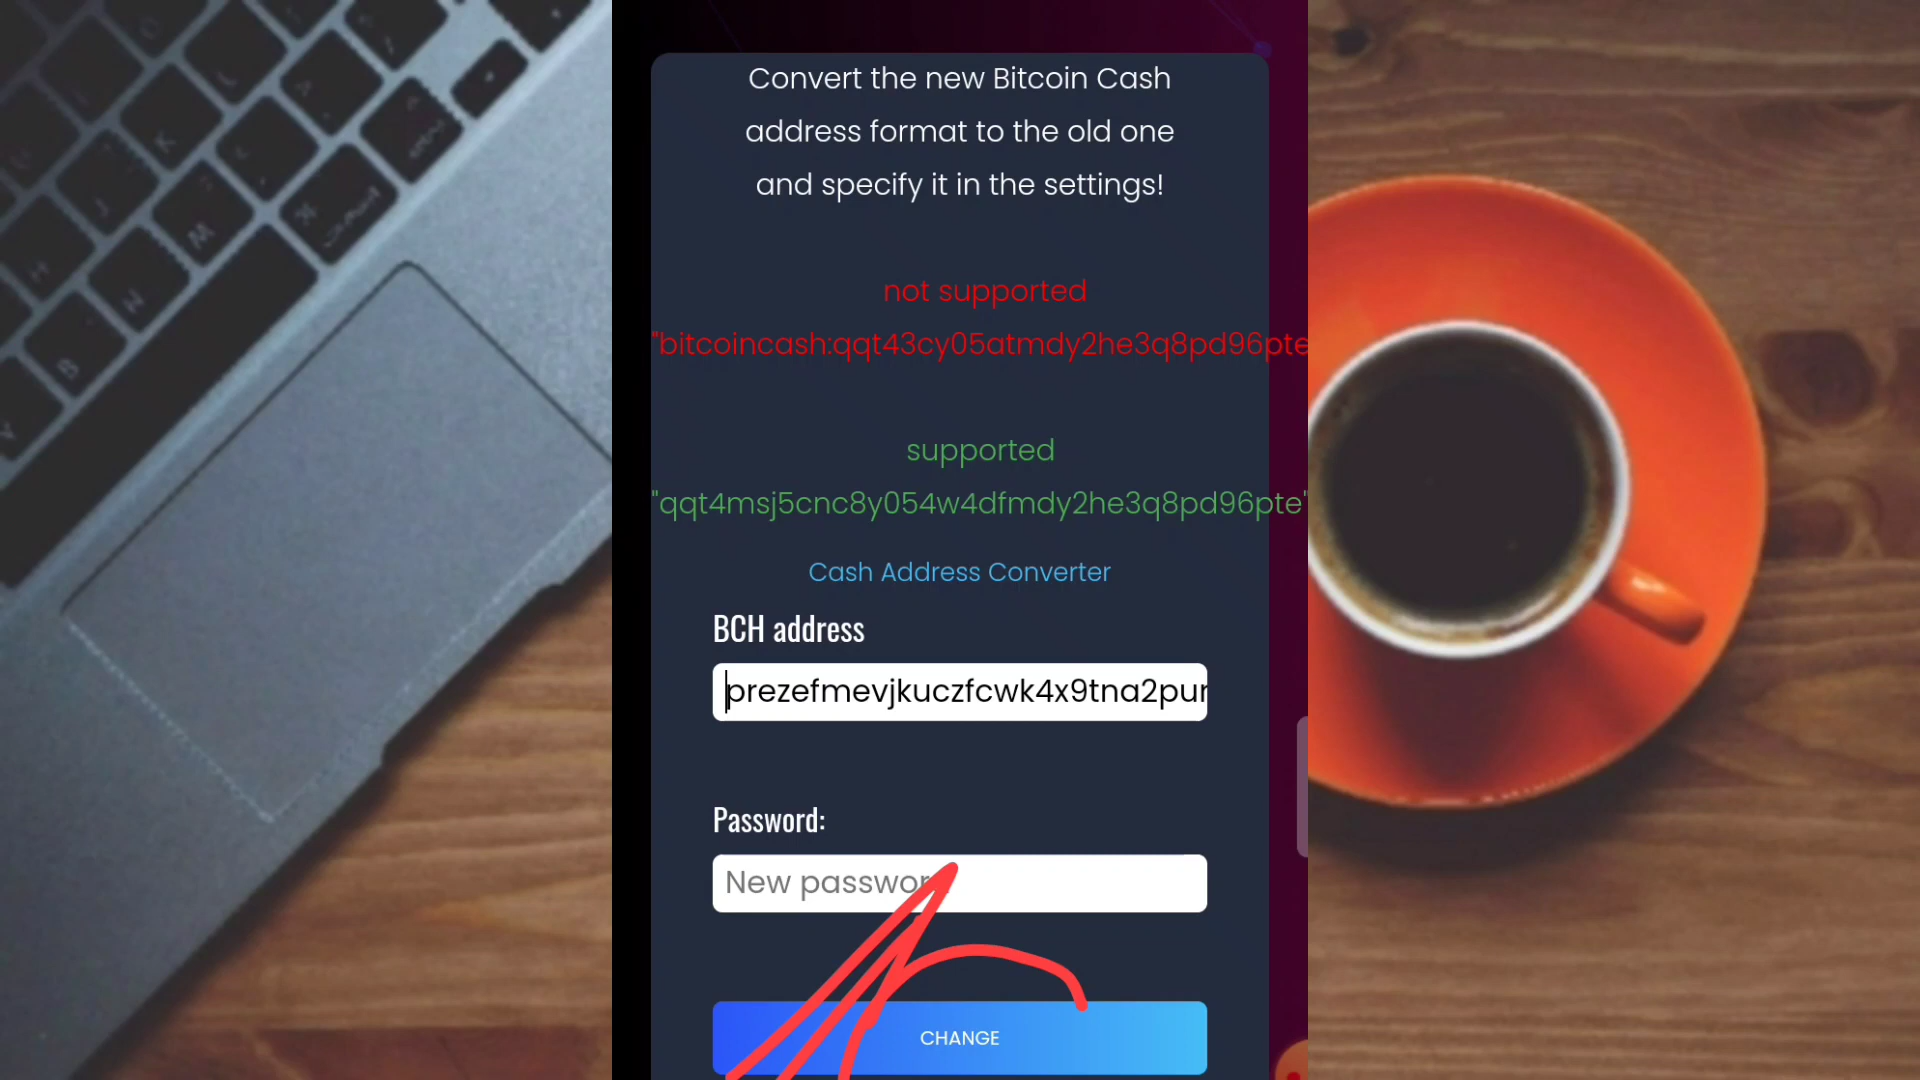 Convert the new Bitcoin Cash
address format to the old one
and specify it in the settings!
not supported
"bitcoincash:qqt43cy05atmdy2he3q8pd96pte
supported
"qqt4msj5cnc8y054w4dfmdy2he3q8pd96pte"
Cash Address Converter
BCH address
prezefmevjkuczfcwk4x9tna2pur
Password:
New password
CHANGE